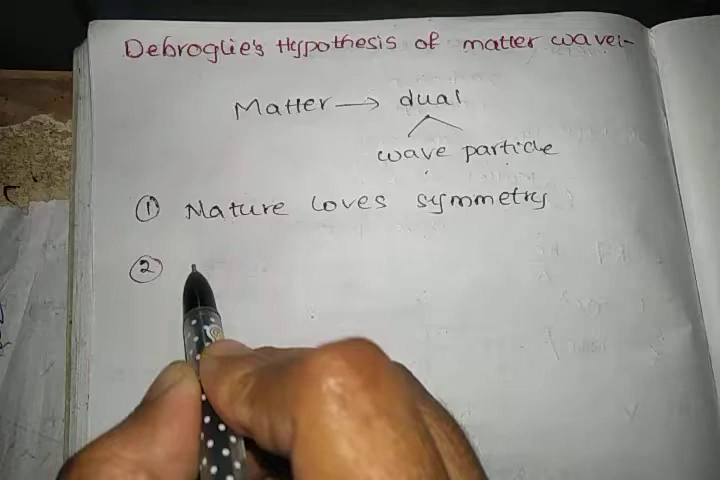 Debroglie's Hypothesis of matter wave:-
Matter → dual
wave particle
① Nature loves symmetry
②